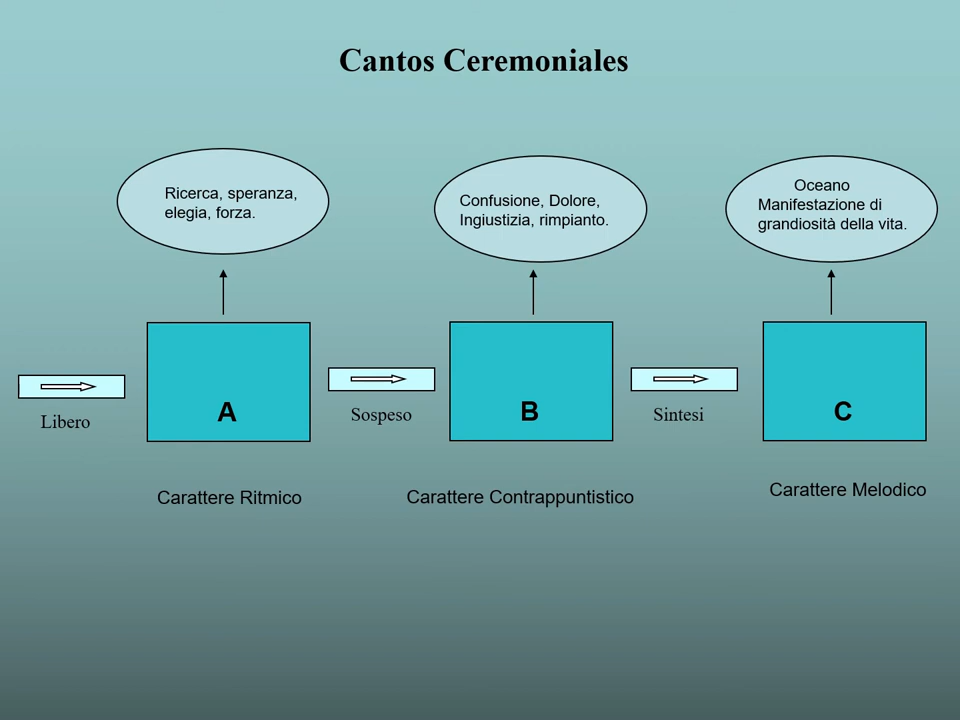 Cantos Ceremoniales
Ricerca, speranza,
elegia, forza.
Confusione, Dolore,
Ingiustizia, rimpianto.
Oceano
Manifestazione di
grandiosità della vita.
Libero
A
Sospeso
B
Sintesi
C
Carattere Ritmico
Carattere Contrappuntistico
Carattere Melodico